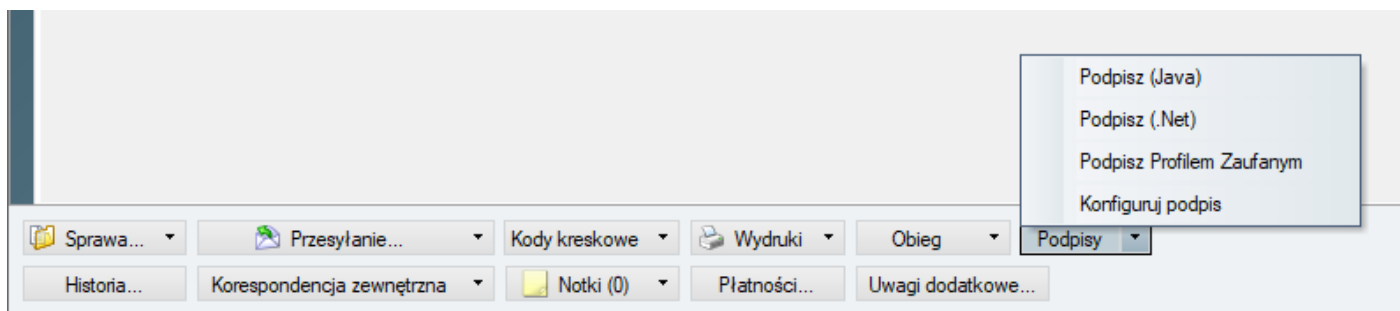 Podpisz (Java)
Podpisz (.Net)
Podpisz Profilem Zaufanym
Konfiguruj podpis
Sprawa... Przesyłanie... Kody kreskowe Wydruki Obieg Podpisy
Historia... Korespondencja zewnętrzna Notki (0) Płatności... Uwagi dodatkowe...